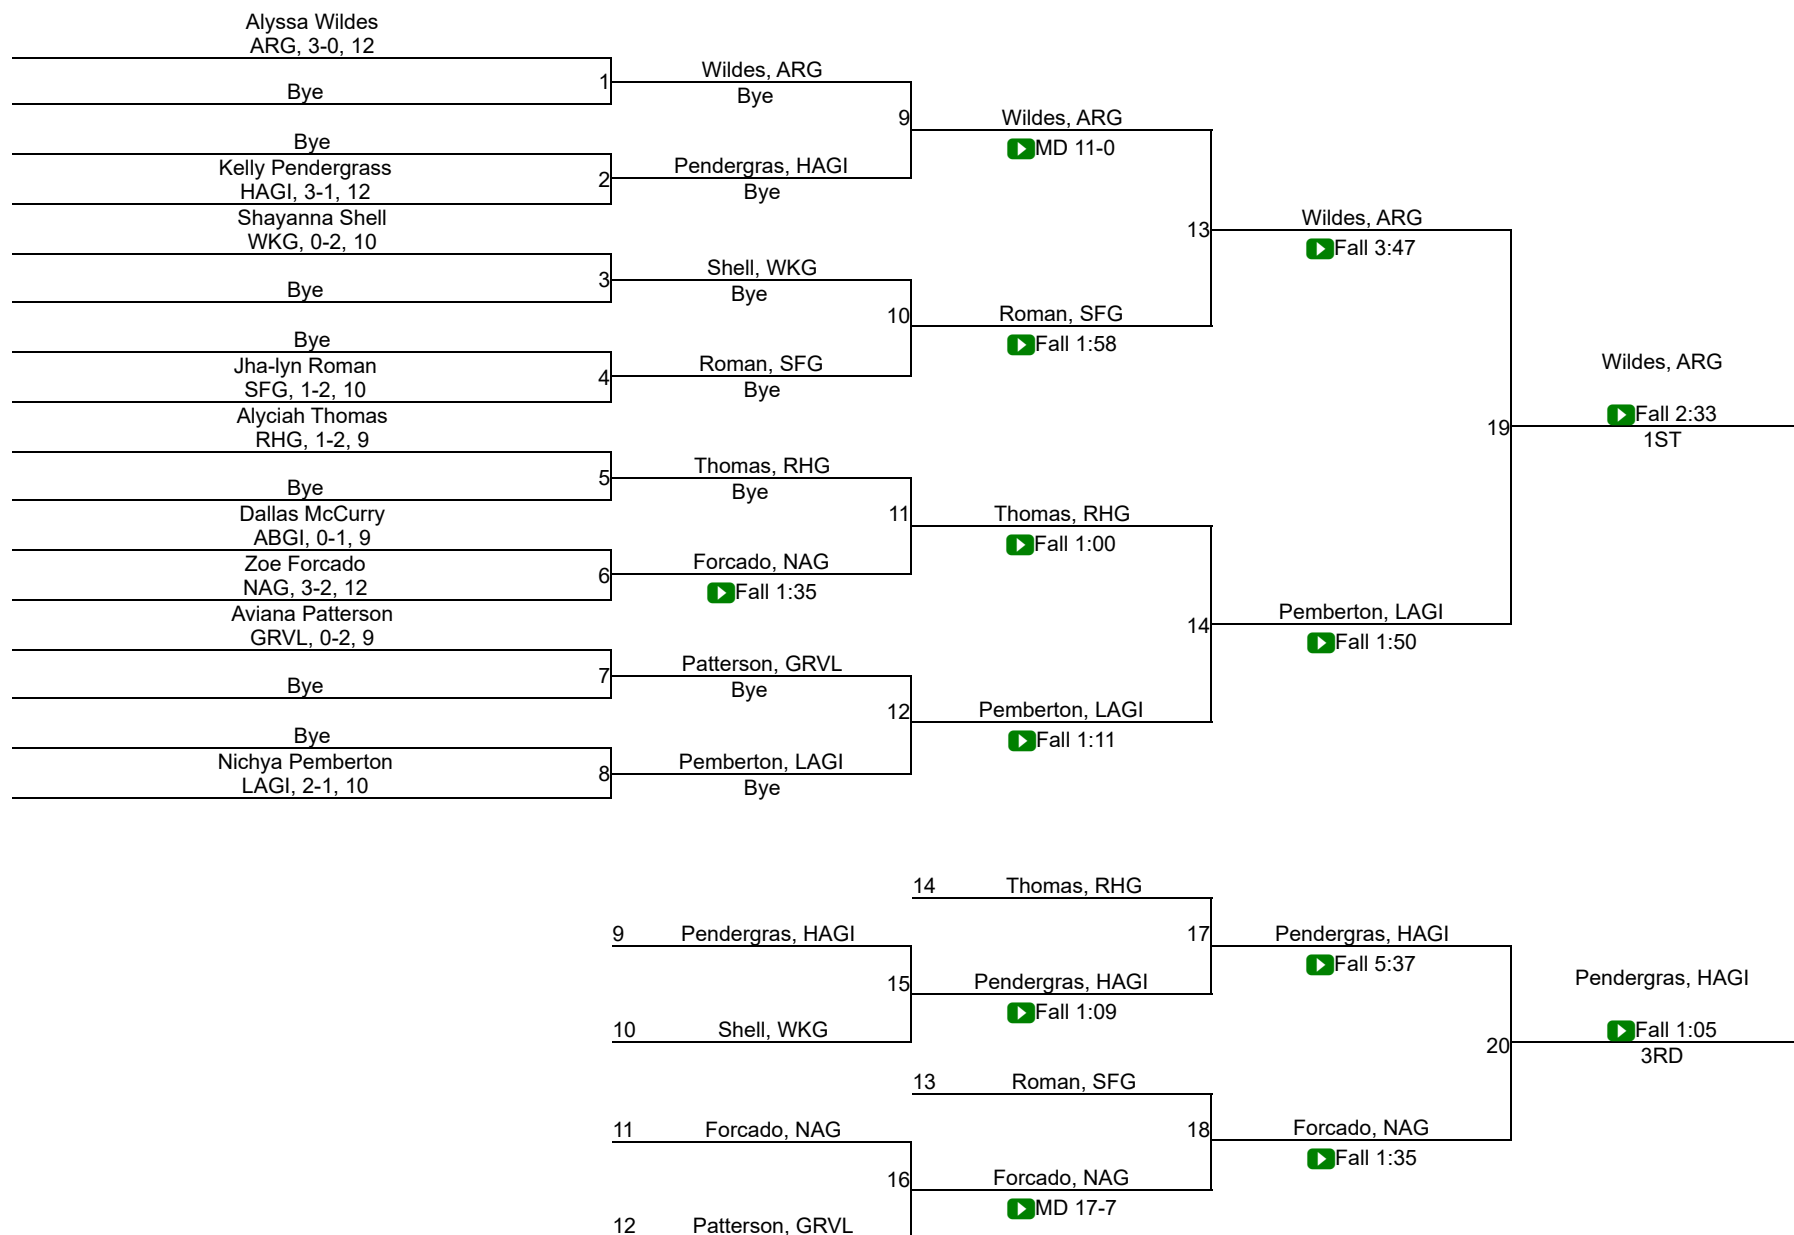 Alyssa Wildes
ARG, 3-0, 12
1
Bye
Wildes, ARG
Bye
9
Bye
Kelly Pendergrass
HAGI, 3-1, 12
2
Pendergras, HAGI
Bye
Wildes, ARG
MD 11-0
13
Shayanna Shell
WKG, 0-2, 10
3
Bye
Shell, WKG
Bye
10
Bye
Jha-lyn Roman
SFG, 1-2, 10
4
Roman, SFG
Bye
Roman, SFG
Fall 1:58
Wildes, ARG
Fall 3:47
19
Alyciah Thomas
RHG, 1-2, 9
5
Bye
Thomas, RHG
Bye
11
Dallas McCurry
ABGI, 0-1, 9
Zoe Forcado
NAG, 3-2, 12
6
Forcado, NAG
Fall 1:35
Thomas, RHG
Fall 1:00
14
Aviana Patterson
GRVL, 0-2, 9
7
Bye
Patterson, GRVL
Bye
12
Bye
Nichya Pemberton
LAGI, 2-1, 10
8
Pemberton, LAGI
Bye
Pemberton, LAGI
Fall 1:11
Pemberton, LAGI
Fall 1:50
Wildes, ARG
Fall 2:33
1ST
14 Thomas, RHG
17
9 Pendergras, HAGI
15
10 Shell, WKG
Pendergras, HAGI
Fall 1:09
Pendergras, HAGI
Fall 5:37
20
13 Roman, SFG
18
11 Forcado, NAG
16
12 Patterson, GRVL
Forcado, NAG
MD 17-7
Forcado, NAG
Fall 1:35
Pendergras, HAGI
Fall 1:05
3RD